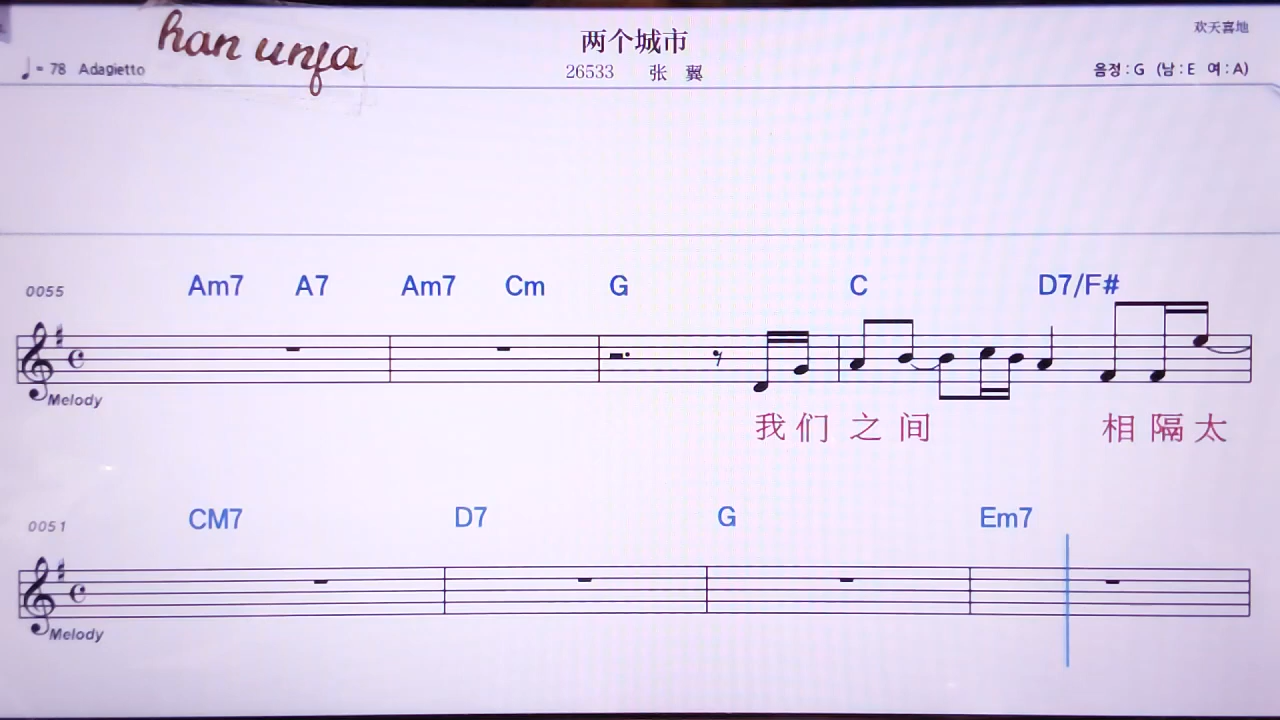 han unfa
两个城市
欢天喜地
♩= 78 Adagietto
26533 张 翼
음정 : G (남 : E 여 : A)
0055 Am7 A7 Am7 Cm G C D7/F#
Melody
我们之间 相隔太
0051 CM7 D7 G Em7
Melody